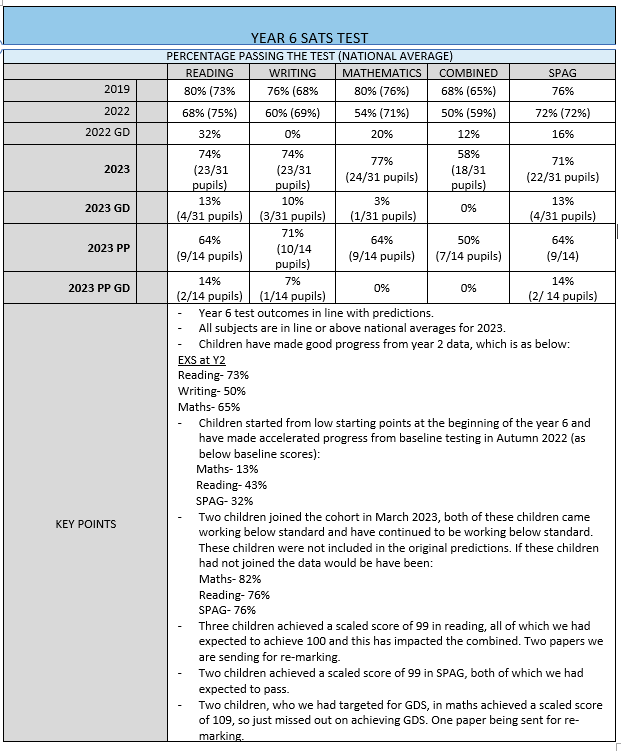 YEAR 6 SATS TEST
PERCENTAGE PASSING THE TEST (NATIONAL AVERAGE)
READING WRITING MATHEMATICS COMBINED SPAG
2019 80% (73% 76% (68% 80% (76%) 68% (65%) 76%
2022 68% (75%) 60% (69%) 54% (71%) 50% (59%) 72% (72%)
2022 GD 32% 0% 20% 12% 16%
2023 74% (23/31 pupils) 74% (23/31 pupils) 77% (24/31 pupils) 58% (18/31 pupils) 71% (22/31 pupils)
2023 GD 13% (4/31 pupils) 10% (3/31 pupils) 3% (1/31 pupils) 0% 13% (4/31 pupils)
2023 PP 64% (9/14 pupils) 71% (10/14 pupils) 64% (9/14 pupils) 50% (7/14 pupils) 64% (9/14)
2023 PP GD 14% (2/14 pupils) 7% (1/14 pupils) 0% 0% 14% (2/ 14 pupils)
KEY POINTS
- Year 6 test outcomes in line with predictions.
- All subjects are in line or above national averages for 2023.
- Children have made good progress from year 2 data, which is as below:
EXS at Y2
Reading- 73%
Writing- 50%
Maths- 65%
- Children started from low starting points at the beginning of the year 6 and
have made accelerated progress from baseline testing in Autumn 2022 (as
below baseline scores):
Maths- 13%
Reading- 43%
SPAG- 32%
- Two children joined the cohort in March 2023, both of these children came
working below standard and have continued to be working below standard.
These children were not included in the original predictions. If these children
had not joined the data would be have been:
Maths- 82%
Reading- 76%
SPAG- 76%
- Three children achieved a scaled score of 99 in reading, all of which we had
expected to achieve 100 and this has impacted the combined. Two papers we
are sending for re-marking.
- Two children achieved a scaled score of 99 in SPAG, both of which we had
expected to pass.
- Two children, who we had targeted for GDS, in maths achieved a scaled score
of 109, so just missed out on achieving GDS. One paper being sent for re-
marking.